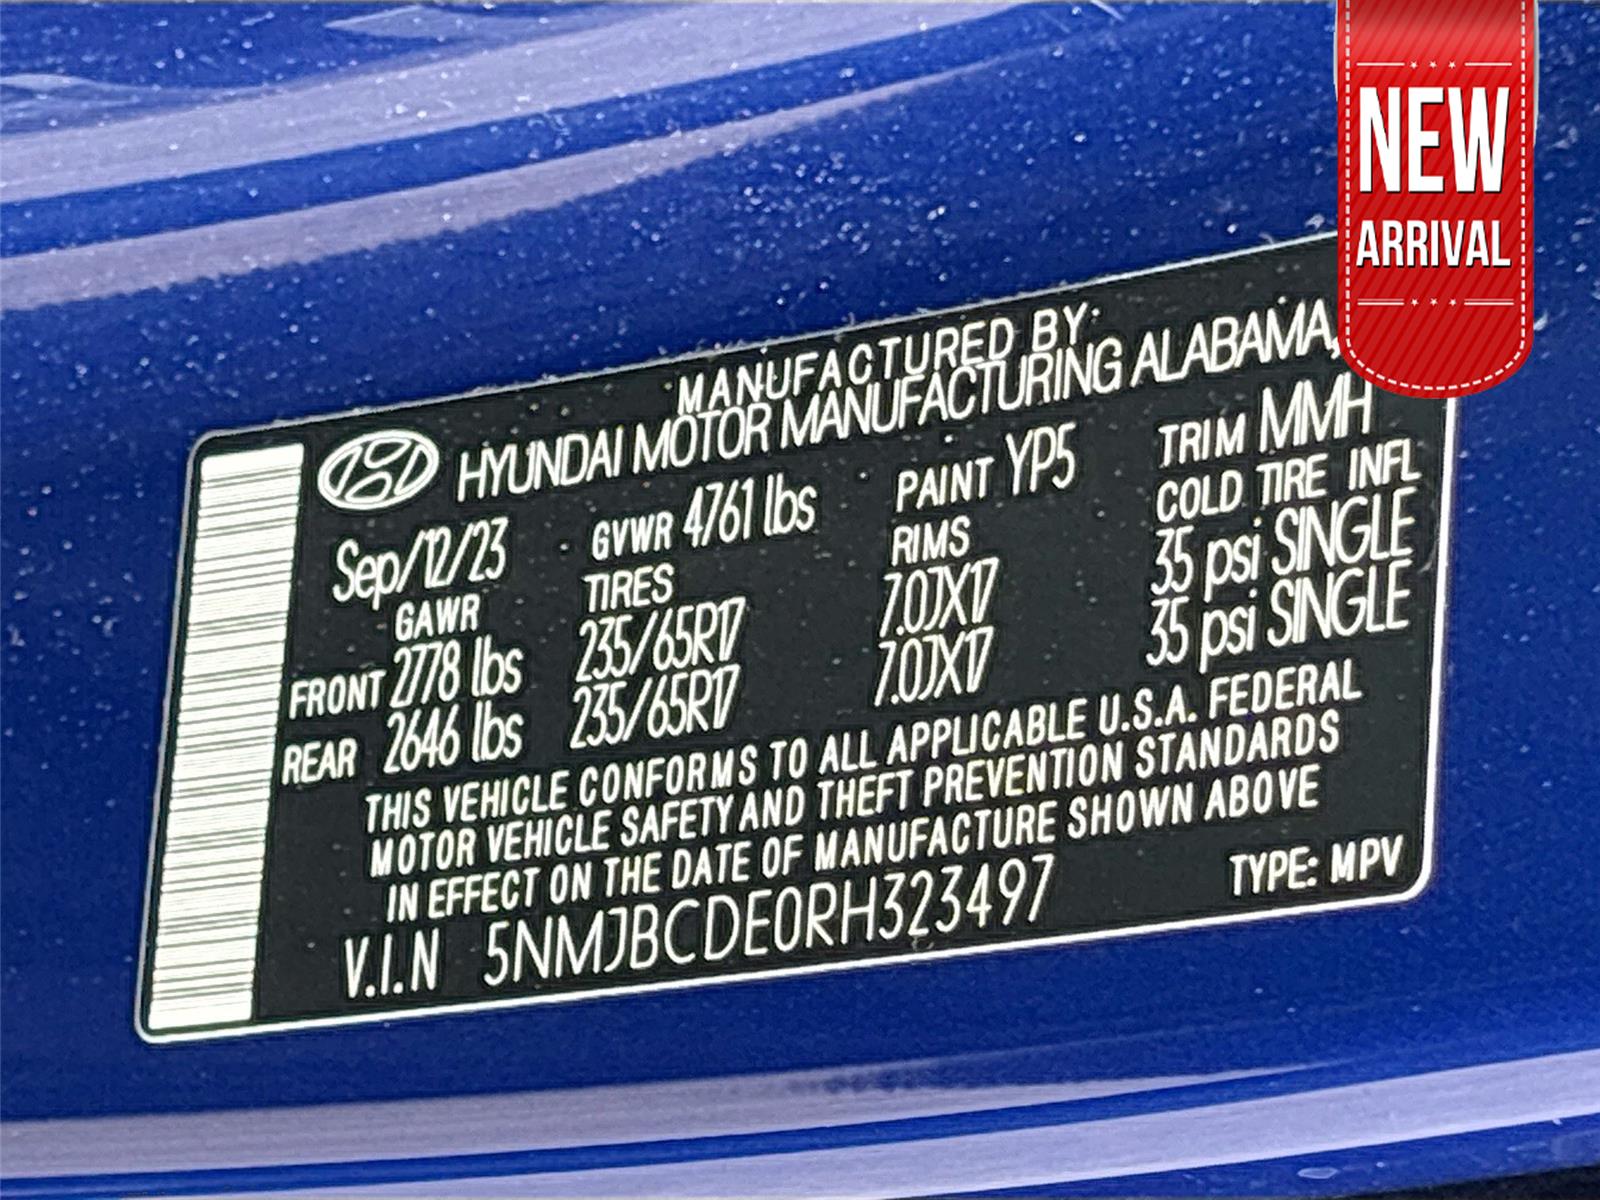 NEW
ARRIVAL
MANUFACTURED BY:
HYUNDAI MOTOR MANUFACTURING ALABAMA,
Sep/12/23 GVWR 4761 lbs PAINT YP5 TRIM MMH
GAWR TIRES RIMS COLD TIRE INFL
FRONT 2778 lbs 235/65R17 7.0JX17 35 psi SINGLE
REAR 2646 lbs 235/65R17 7.0JX17 35 psi SINGLE
THIS VEHICLE CONFORMS TO ALL APPLICABLE U.S.A. FEDERAL
MOTOR VEHICLE SAFETY AND THEFT PREVENTION STANDARDS
IN EFFECT ON THE DATE OF MANUFACTURE SHOWN ABOVE
V.I.N 5NMJBCDE0RH323497 TYPE: MPV